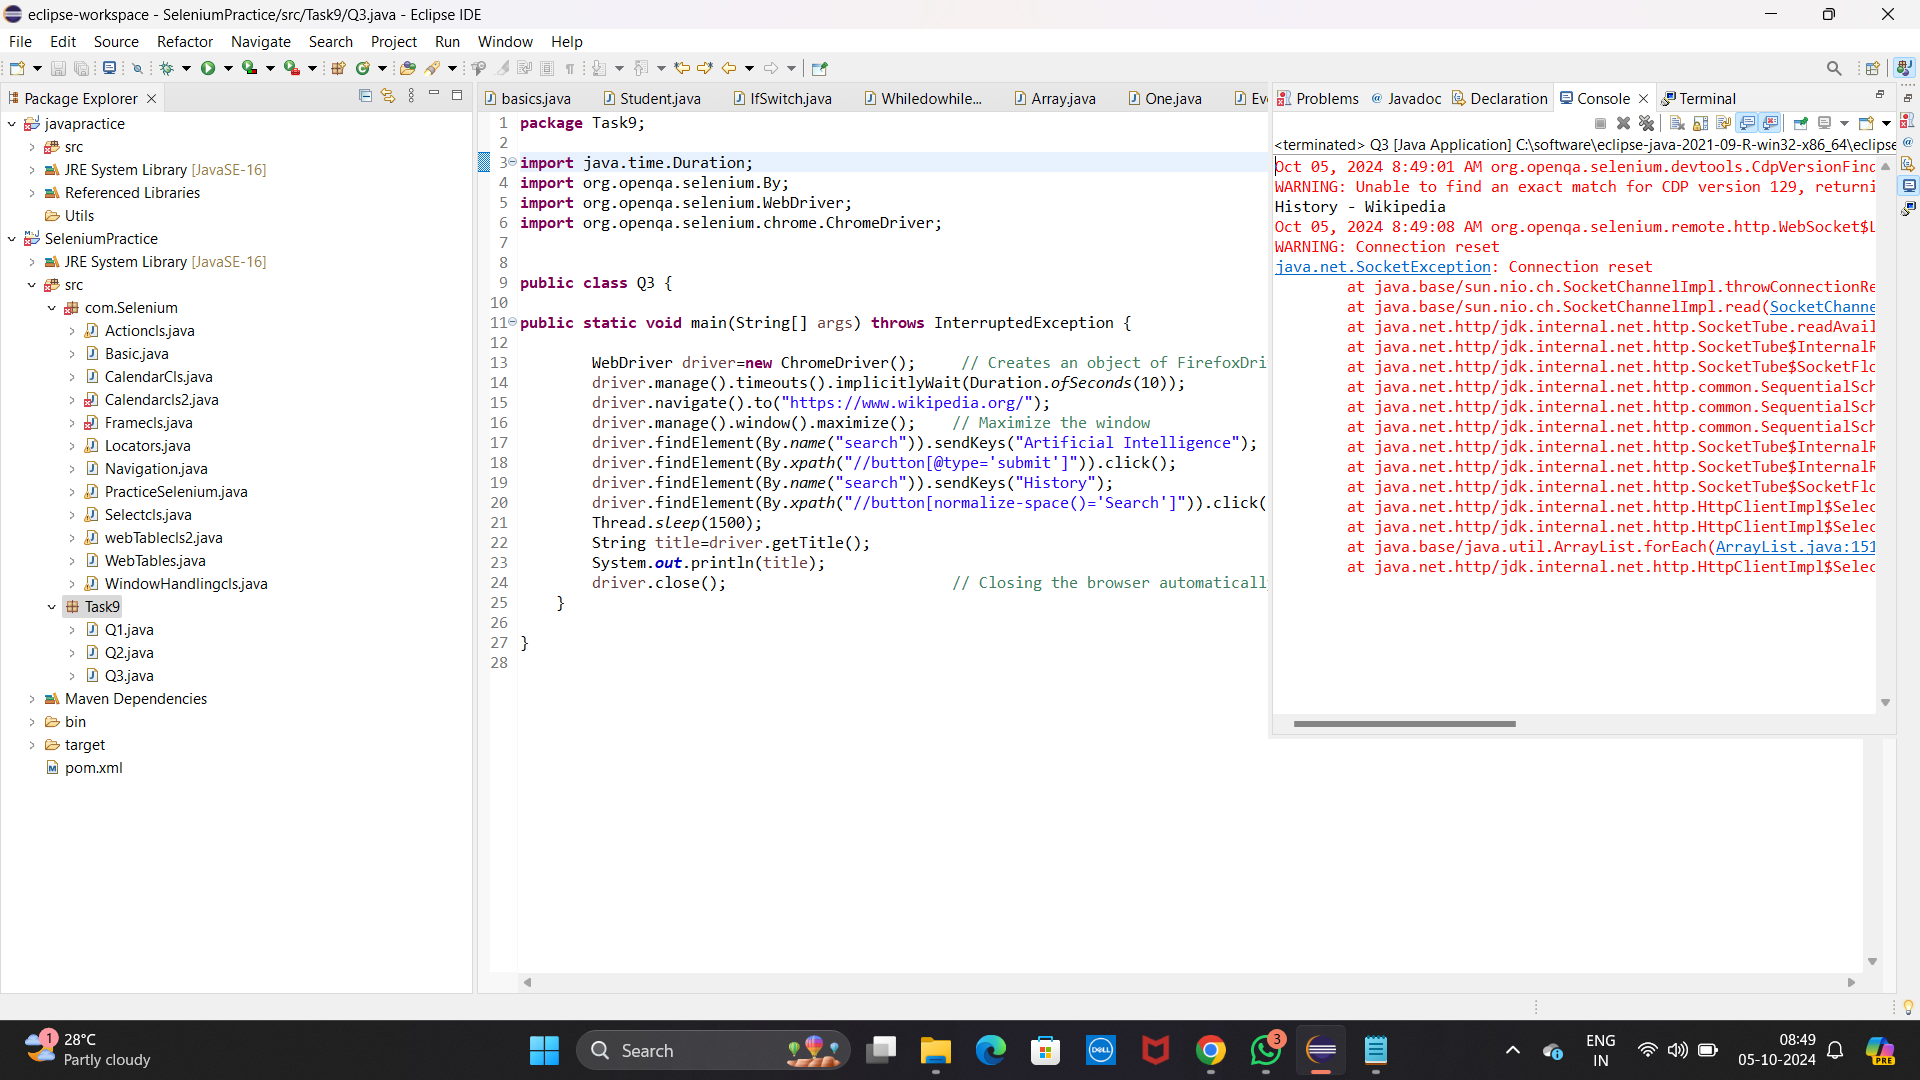 eclipse-workspace - SeleniumPractice/src/Task9/Q3.java - Eclipse IDE
File Edit Source Refactor Navigate Search Project Run Window Help
Package Explorer
javapractice
src
JRE System Library [JavaSE-16]
Referenced Libraries
Utils
SeleniumPractice
JRE System Library [JavaSE-16]
src
com.Selenium
Actioncls.java
Basic.java
CalendarCls.java
Calendarcls2.java
Framecls.java
Locators.java
Navigation.java
PracticeSelenium.java
Selectcls.java
webTablecls2.java
WebTables.java
WindowHandlingcls.java
Task9
Q1.java
Q2.java
Q3.java
Maven Dependencies
bin
target
pom.xml
basics.java Student.java IfSwitch.java Whiledowhile... Array.java One.java Ev
1 package Task9;
2
3 import java.time.Duration;
4 import org.openqa.selenium.By;
5 import org.openqa.selenium.WebDriver;
6 import org.openqa.selenium.chrome.ChromeDriver;
7
8
9 public class Q3 {
10
11 public static void main(String[] args) throws InterruptedException {
12
13 WebDriver driver=new ChromeDriver(); // Creates an object of FirefoxDri
14 driver.manage().timeouts().implicitlyWait(Duration.ofSeconds(10));
15 driver.navigate().to("https://www.wikipedia.org/");
16 driver.manage().window().maximize(); // Maximize the window
17 driver.findElement(By.name("search")).sendKeys("Artificial Intelligence");
18 driver.findElement(By.xpath("//button[@type='submit']")).click();
19 driver.findElement(By.name("search")).sendKeys("History");
20 driver.findElement(By.xpath("//button[normalize-space()='Search']")).click(
21 Thread.sleep(1500);
22 String title=driver.getTitle();
23 System.out.println(title);
24 driver.close(); // Closing the browser automaticall
25 }
26
27 }
28
Problems @ Javadoc Declaration Console Terminal
<terminated> Q3 [Java Application] C:\software\eclipse-java-2021-09-R-win32-x86_64\eclipse
Oct 05, 2024 8:49:01 AM org.openqa.selenium.devtools.CdpVersionFind
WARNING: Unable to find an exact match for CDP version 129, returni
History - Wikipedia
Oct 05, 2024 8:49:08 AM org.openqa.selenium.remote.http.WebSocket$L
WARNING: Connection reset
java.net.SocketException: Connection reset
at java.base/sun.nio.ch.SocketChannelImpl.throwConnectionRe
at java.base/sun.nio.ch.SocketChannelImpl.read(SocketChanne
at java.net.http/jdk.internal.net.http.SocketTube.readAvail
at java.net.http/jdk.internal.net.http.SocketTube$InternalR
at java.net.http/jdk.internal.net.http.SocketTube$SocketFlo
at java.net.http/jdk.internal.net.http.common.SequentialSch
at java.net.http/jdk.internal.net.http.common.SequentialSch
at java.net.http/jdk.internal.net.http.common.SequentialSch
at java.net.http/jdk.internal.net.http.SocketTube$InternalR
at java.net.http/jdk.internal.net.http.SocketTube$InternalR
at java.net.http/jdk.internal.net.http.SocketTube$SocketFlo
at java.net.http/jdk.internal.net.http.HttpClientImpl$Selec
at java.net.http/jdk.internal.net.http.HttpClientImpl$Selec
at java.base/java.util.ArrayList.forEach(ArrayList.java:151
at java.net.http/jdk.internal.net.http.HttpClientImpl$Selec
1
28°C
Partly cloudy
Search
DELL
3
ENG
IN
08:49
05-10-2024
PRE